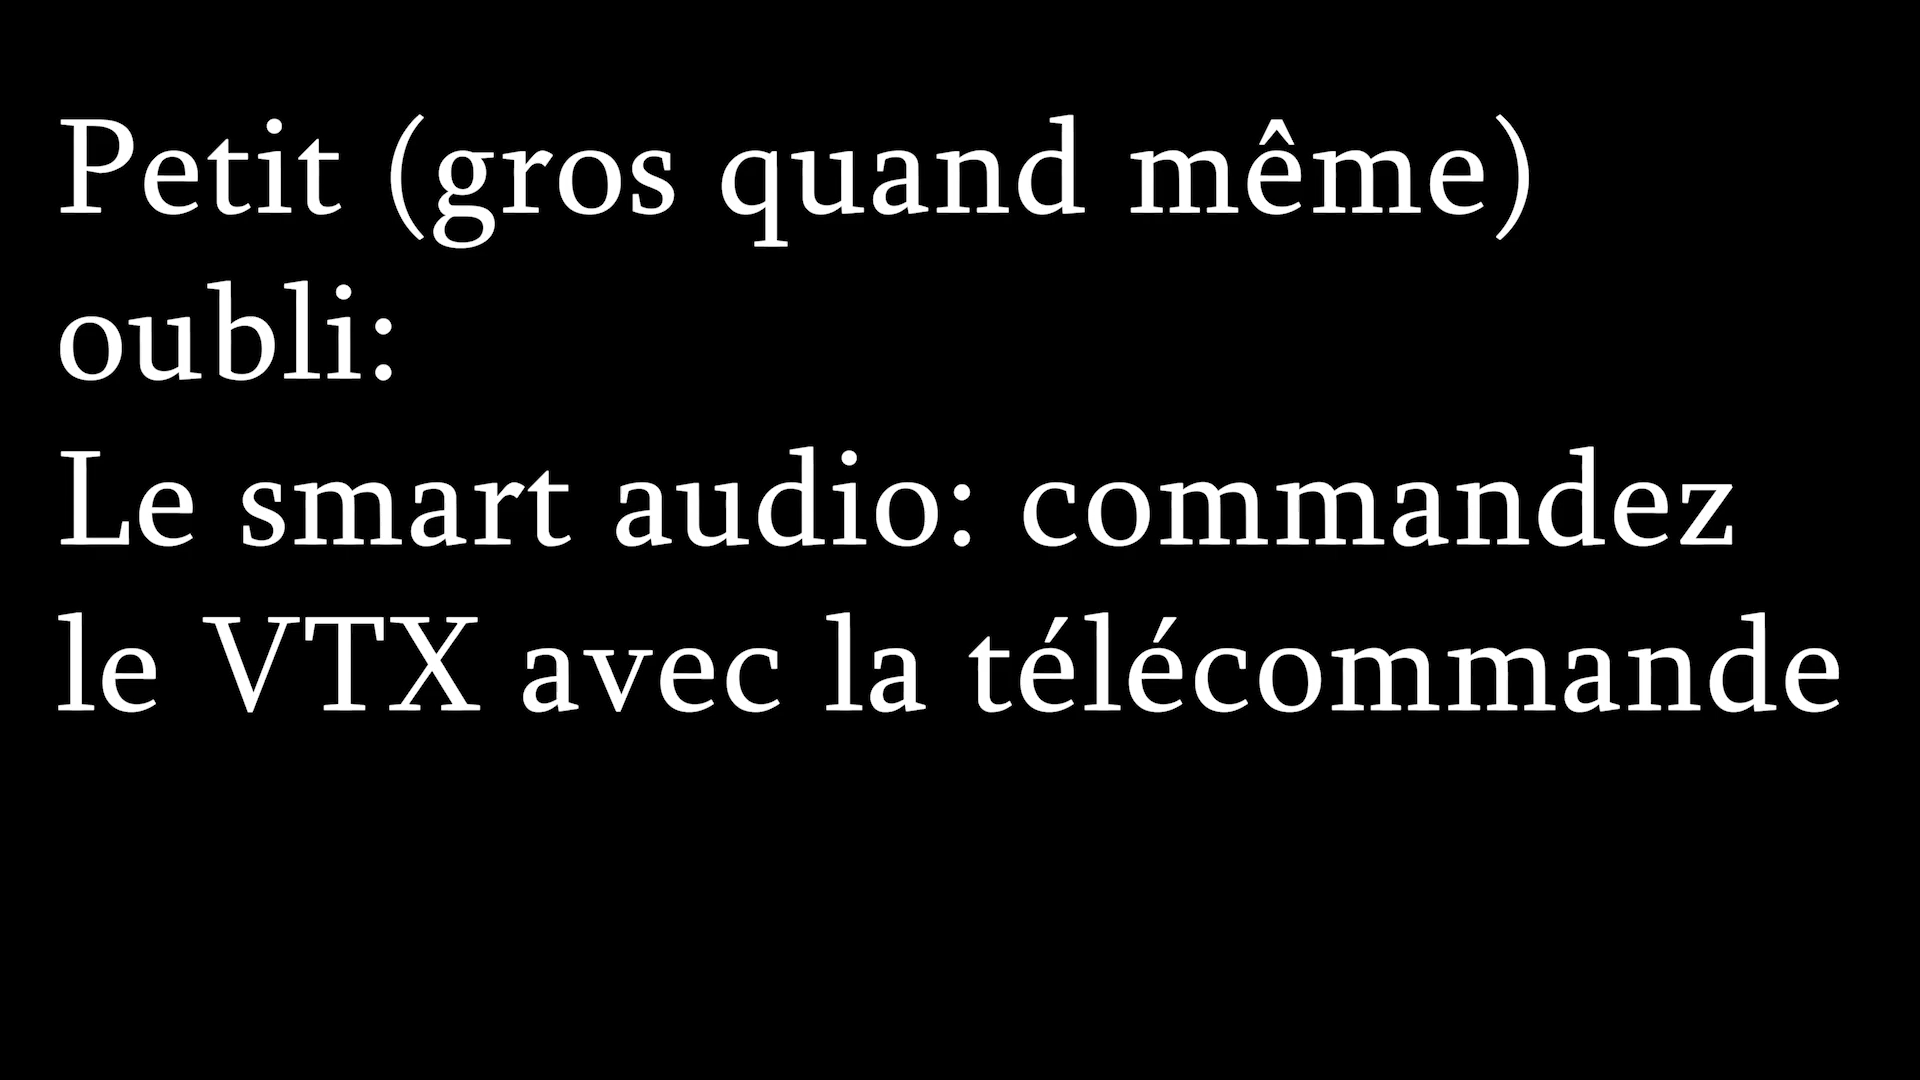 Petit (gros quand même)
oubli:
Le smart audio: commandez
le VTX avec la télécommande